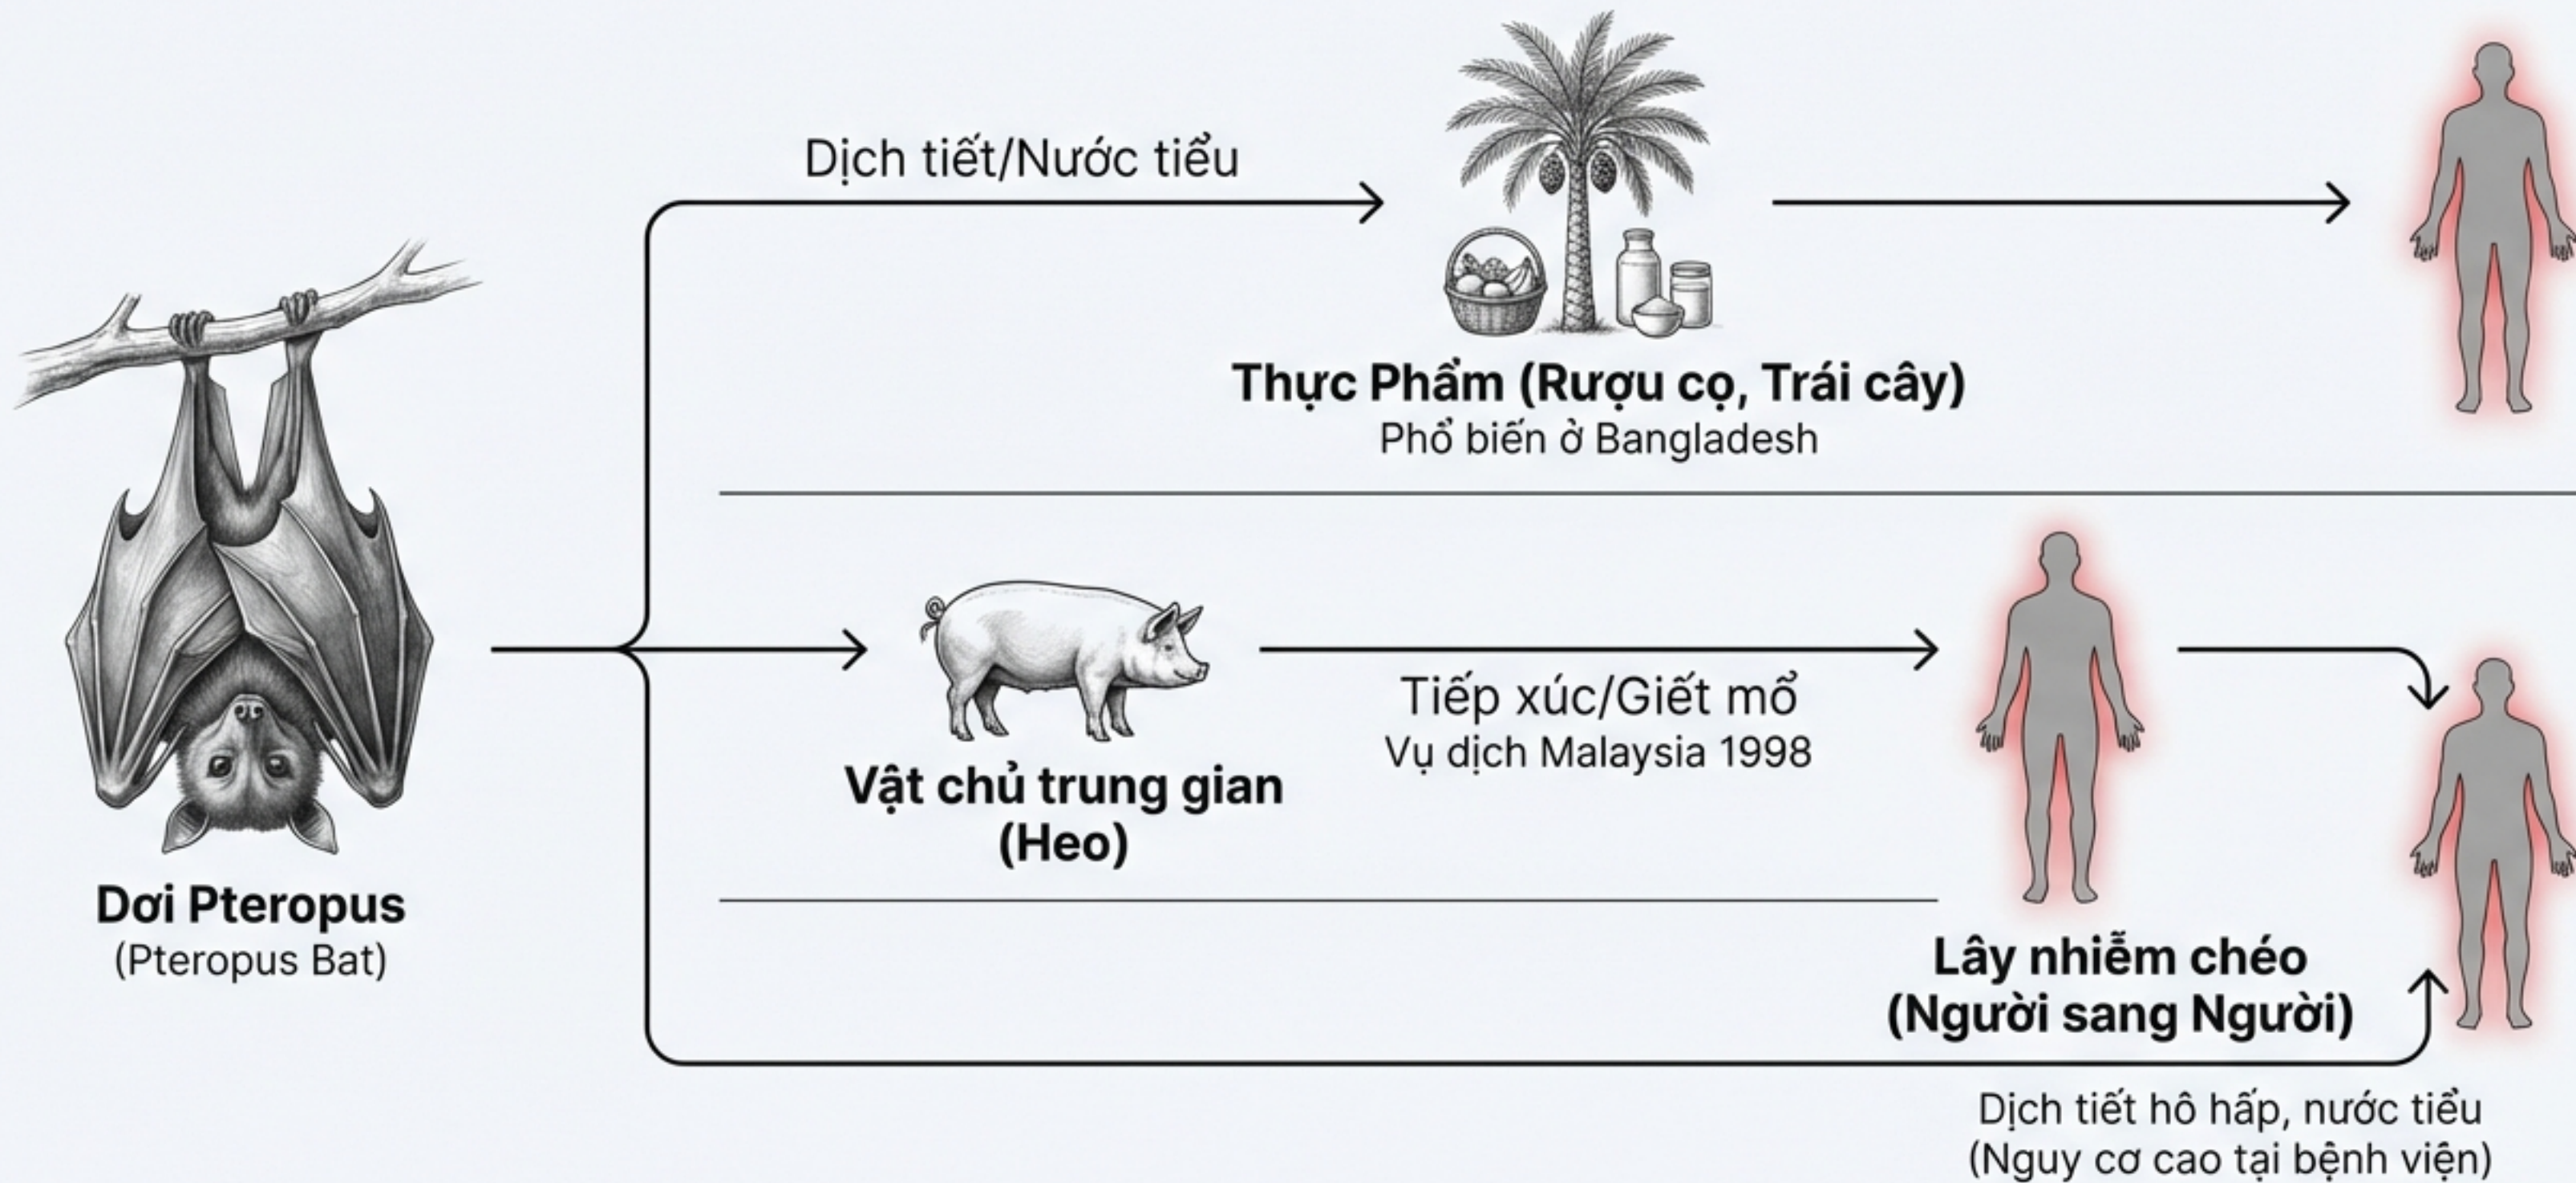 Dịch tiết/Nước tiểu
Thực Phẩm (Rượu cọ, Trái cây)
Phổ biến ở Bangladesh
Tiếp xúc/Giết mổ
Vụ dịch Malaysia 1998
Vật chủ trung gian
(Heo)
Dơi Pteropus
(Pteropus Bat)
Lây nhiễm chéo
(Người sang Người)
Dịch tiết hô hấp, nước tiểu
(Nguy cơ cao tại bệnh viện)